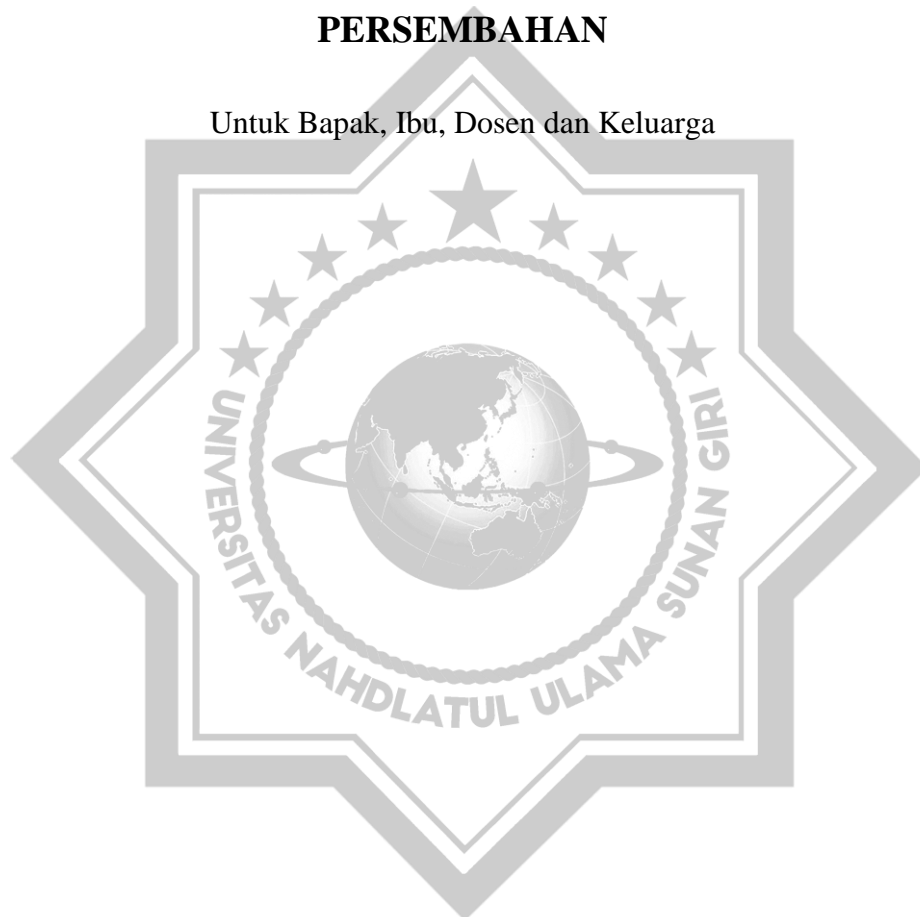 PERSEMBAHAN
Untuk Bapak, Ibu, Dosen dan Keluarga
UNIVERSITAS NAHDLATUL ULAMA SUNAN GIRI